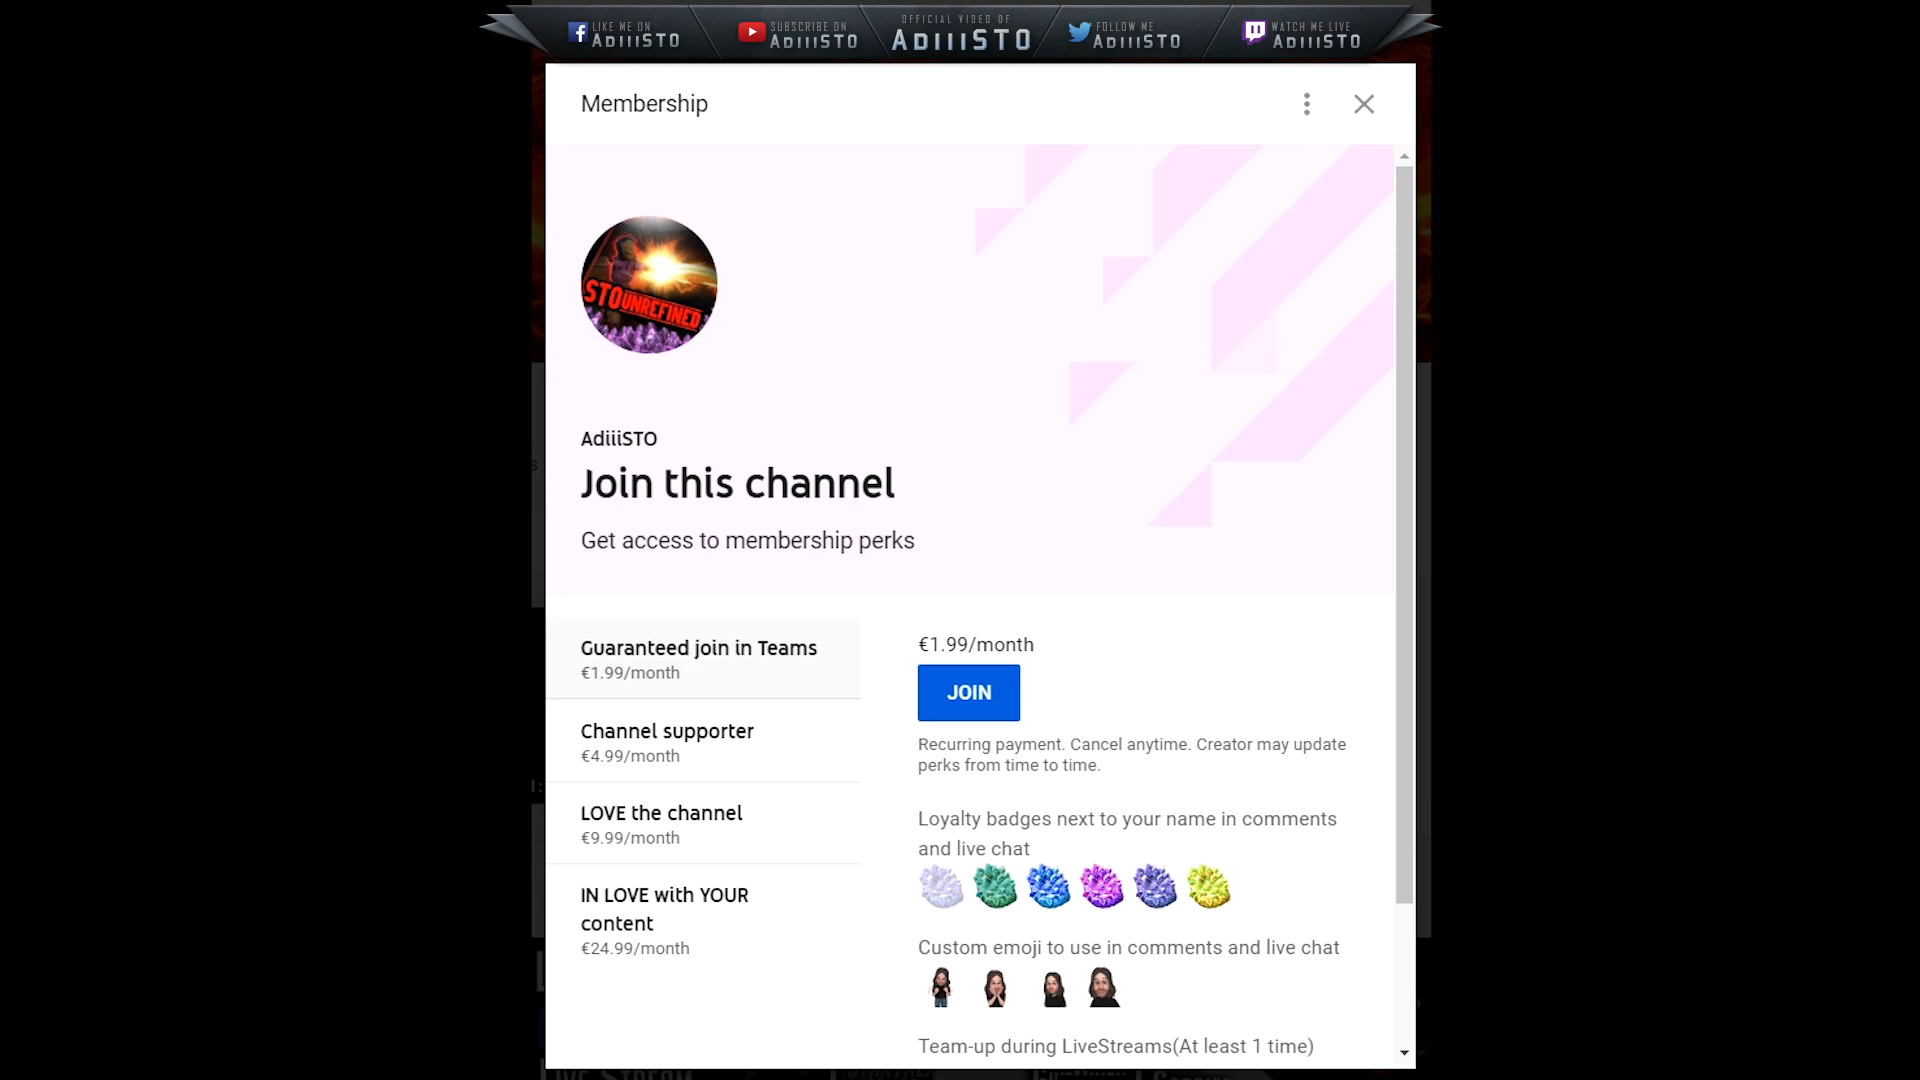 LIKE ME ON
AdiiiSTO
SUBSCRIBE ON
AdiiiSTO
OFFICIAL VIDEO OF
AdiiiSTO
FOLLOW ME
AdiiiSTO
WATCH ME LIVE
AdiiiSTO
Membership
STO UNREFINED
AdiiiSTO
Join this channel
Get access to membership perks
Guaranteed join in Teams
€1.99/month
Channel supporter
€4.99/month
LOVE the channel
€9.99/month
IN LOVE with YOUR
content
€24.99/month
€1.99/month
JOIN
Recurring payment. Cancel anytime. Creator may update
perks from time to time.
Loyalty badges next to your name in comments
and live chat
Custom emoji to use in comments and live chat
Team-up during LiveStreams(At least 1 time)
LIVE STREAM